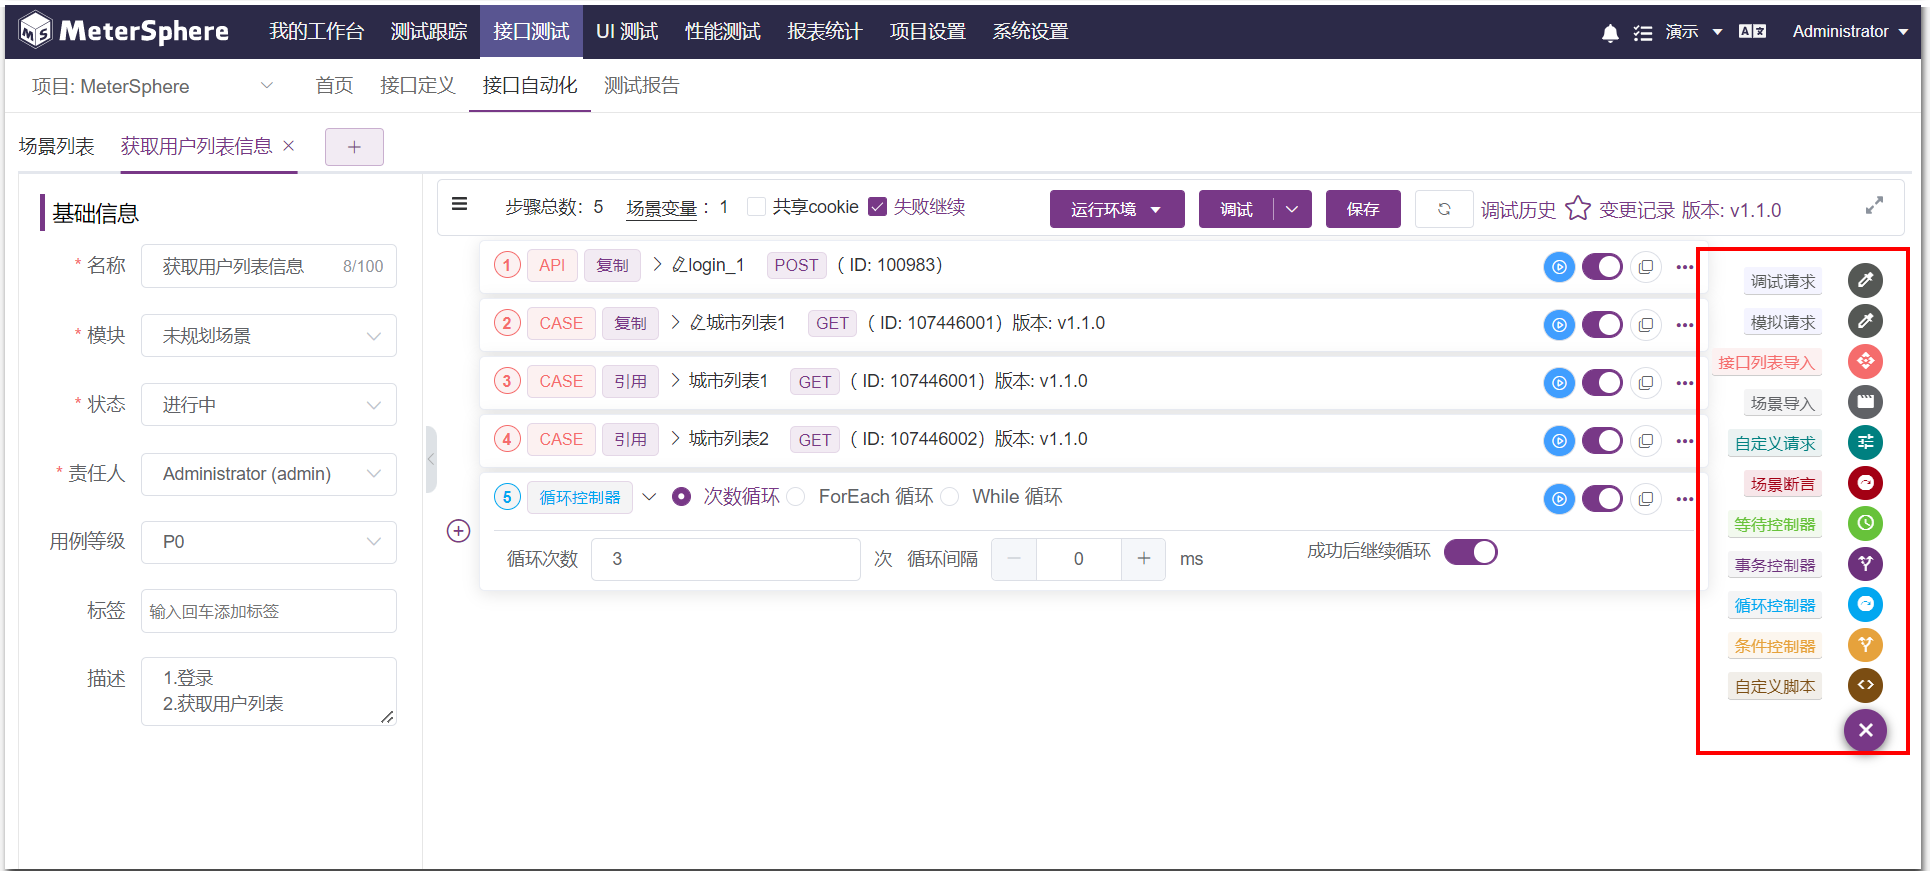 MeterSphere 我的工作台 测试跟踪 接口测试 UI 测试 性能测试 报表统计 项目设置 系统设置 演示 Administrator
项目: MeterSphere 首页 接口定义 接口自动化 测试报告
场景列表 获取用户列表信息 × +
基础信息
* 名称 获取用户列表信息 8/100
* 模块 未规划场景
* 状态 进行中
* 责任人 Administrator (admin)
用例等级 P0
标签 输入回车添加标签
描述 1.登录
2.获取用户列表
步骤总数: 5 场景变量 : 1 共享cookie 失败继续 运行环境 调试 保存 调试历史 变更记录 版本: v1.1.0
1 API 复制 login_1 POST ( ID: 100983)
2 CASE 复制 城市列表1 GET ( ID: 107446001) 版本: v1.1.0
3 CASE 引用 城市列表1 GET ( ID: 107446001) 版本: v1.1.0
4 CASE 引用 城市列表2 GET ( ID: 107446002) 版本: v1.1.0
5 循环控制器 次数循环 ForEach 循环 While 循环
循环次数 3 次 循环间隔 − 0 + ms 成功后继续循环
调试请求
模拟请求
接口列表导入
场景导入
自定义请求
场景断言
等待控制器
事务控制器
循环控制器
条件控制器
自定义脚本